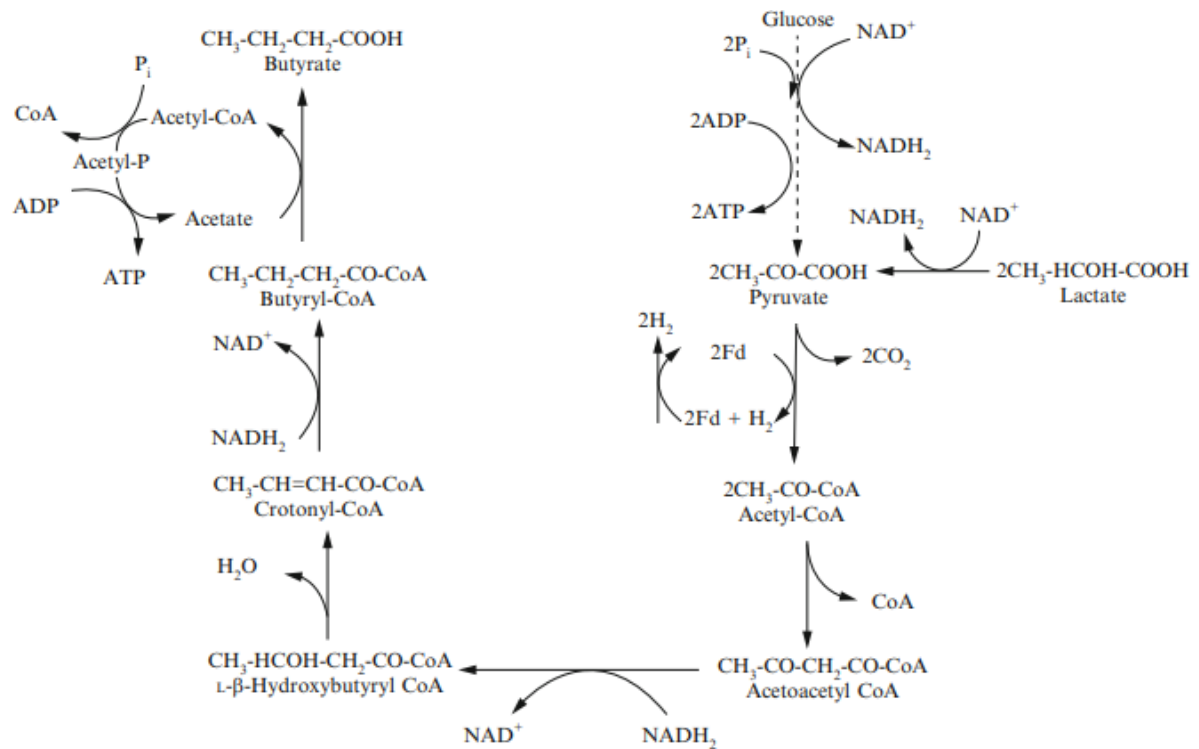 Glucose
2Pᵢ
NAD⁺
2ADP
NADH₂
2ATP
NADH₂
NAD⁺
2CH₃-CO-COOH
Pyruvate
2CH₃-HCOH-COOH
Lactate
2H₂
2Fd
2CO₂
2Fd + H₂
2CH₃-CO-CoA
Acetyl-CoA
CoA
CH₃-CO-CH₂-CO-CoA
Acetoacetyl CoA
NAD⁺
NADH₂
CH₃-HCOH-CH₂-CO-CoA
L-β-Hydroxybutyryl CoA
H₂O
CH₃-CH=CH-CO-CoA
Crotonyl-CoA
NADH₂
NAD⁺
CH₃-CH₂-CH₂-CO-CoA
Butyryl-CoA
CH₃-CH₂-CH₂-COOH
Butyrate
Pᵢ
CoA
Acetyl-CoA
Acetyl-P
ADP
Acetate
ATP